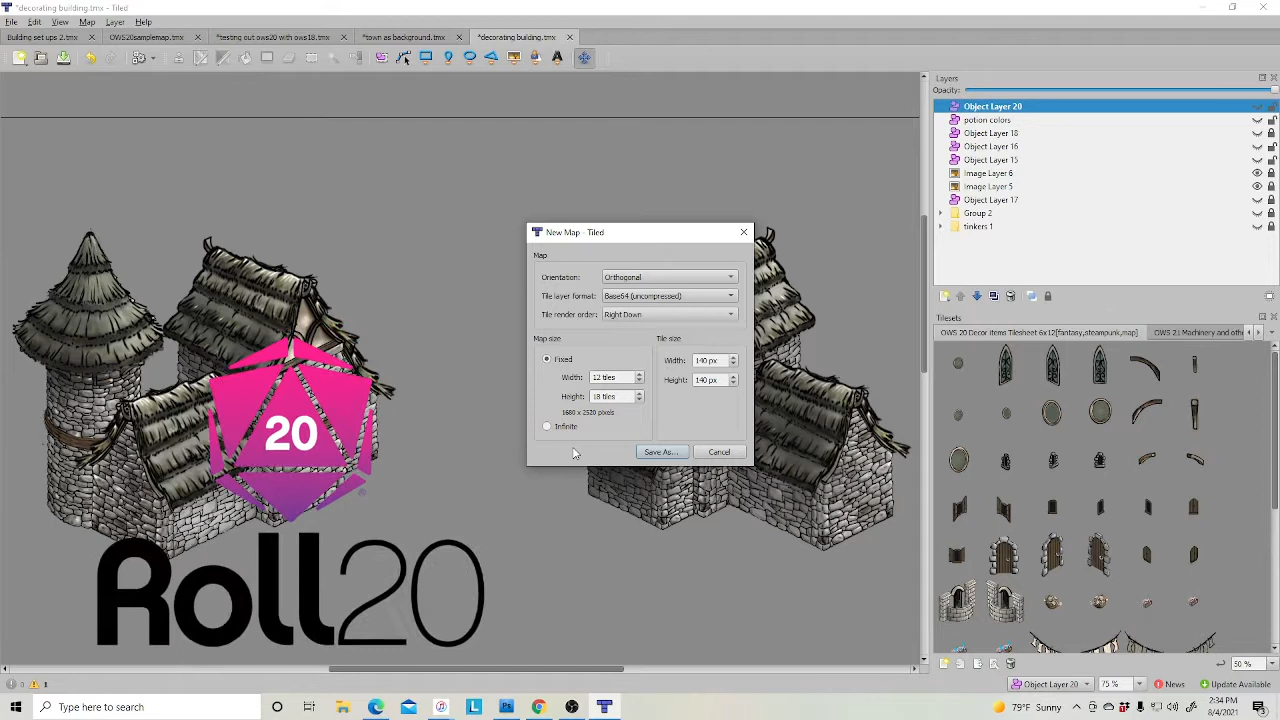 *decorating building.tmx - Tiled
File Edit View Map Layer Help
Building set ups 2.tmx
OWS20samplemap.tmx
*testing out ows20 with ows18.tmx
*town as background.tmx
*decorating building.tmx
Layers
Opacity:
Object Layer 20
potion colors
Object Layer 18
Object Layer 16
Object Layer 15
Image Layer 6
Image Layer 5
Object Layer 17
Group 2
tinkers 1
New Map - Tiled
Map
Orientation: Orthogonal
Tile layer format: Base64 (uncompressed)
Tile render order: Right Down
Map size
Fixed
Width: 12 tiles
Height: 18 tiles
1680 x 2520 pixels
Infinite
Tile size
Width: 140 px
Height: 140 px
Save As...
Cancel
Tilesets
OWS 20 Decor items Tilesheet 6x12[fantasy,steampunk,map]
OWS 21 Machinery and othe
20
Roll20
®
50 %
0 1
Object Layer 20
75 %
News
Update Available
Type here to search
79°F Sunny
2:34 PM
8/4/2021